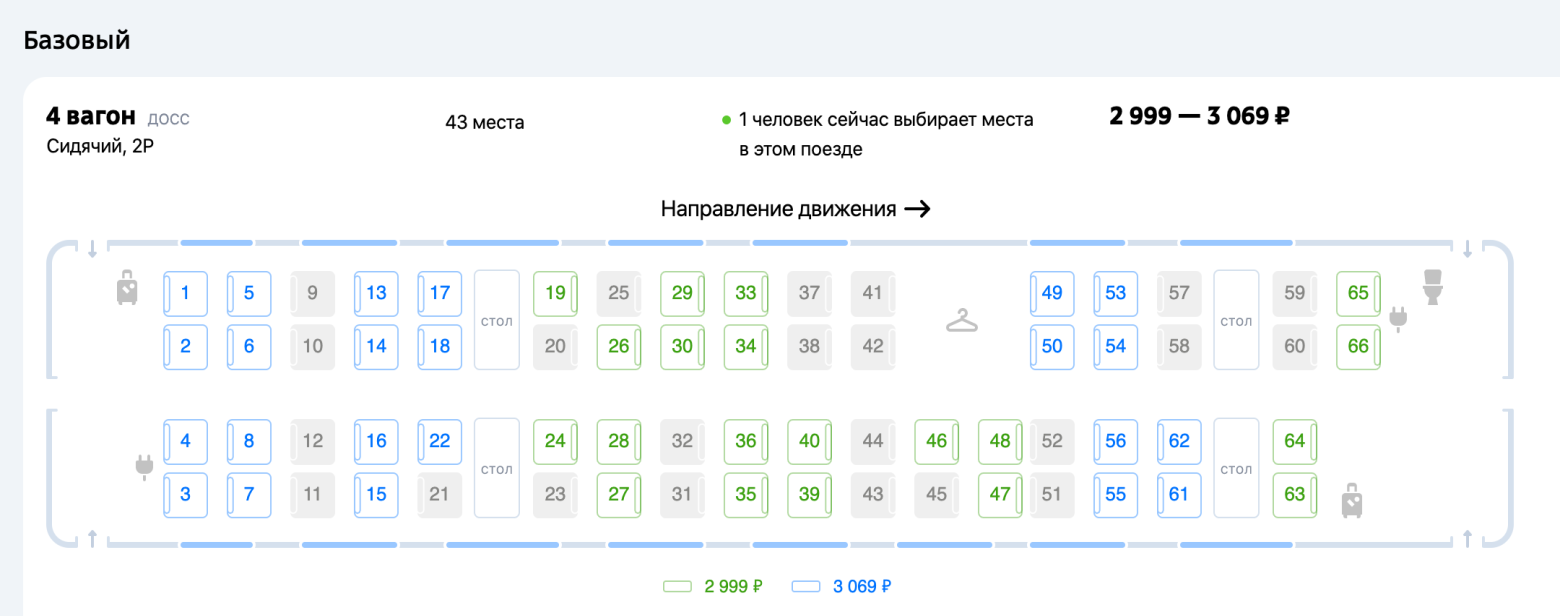 Базовый
4 вагон ДОСС
43 места
1 человек сейчас выбирает места
2 999 — 3 069 ₽
Сидячий, 2Р
в этом поезде
Направление движения →
1 5 9 13 17 19 25 29 33 37 41 49 53 57 59 65
стол стол
2 6 10 14 18 20 26 30 34 38 42 50 54 58 60 66
4 8 12 16 22 24 28 32 36 40 44 46 48 52 56 62 64
стол стол
3 7 11 15 21 23 27 31 35 39 43 45 47 51 55 61 63
2 999 ₽ 3 069 ₽